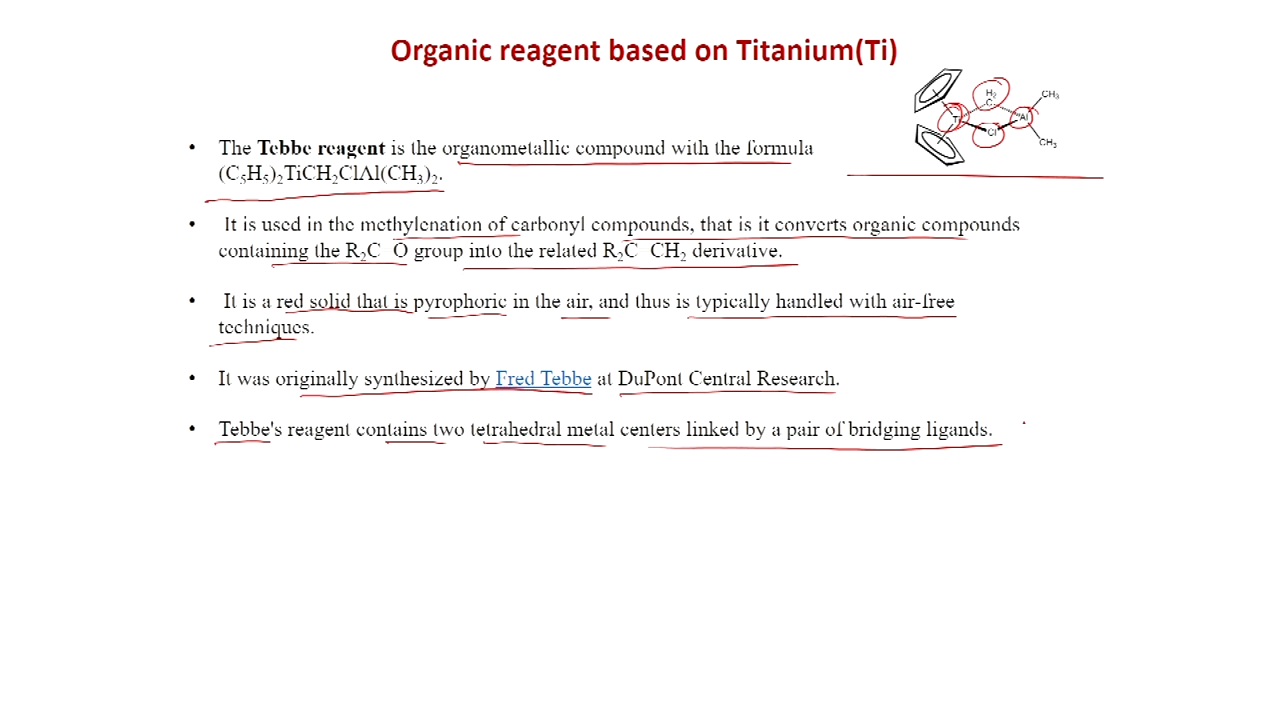 Organic reagent based on Titanium(Ti)
H₂
C
CH₃
Ti
Al
Cl
CH₃
• The Tebbe reagent is the organometallic compound with the formula
(C₅H₅)₂TiCH₂ClAl(CH₃)₂.
• It is used in the methylenation of carbonyl compounds, that is it converts organic compounds
containing the R₂C O group into the related R₂C CH₂ derivative.
• It is a red solid that is pyrophoric in the air, and thus is typically handled with air-free
techniques.
• It was originally synthesized by Fred Tebbe at DuPont Central Research.
• Tebbe's reagent contains two tetrahedral metal centers linked by a pair of bridging ligands.